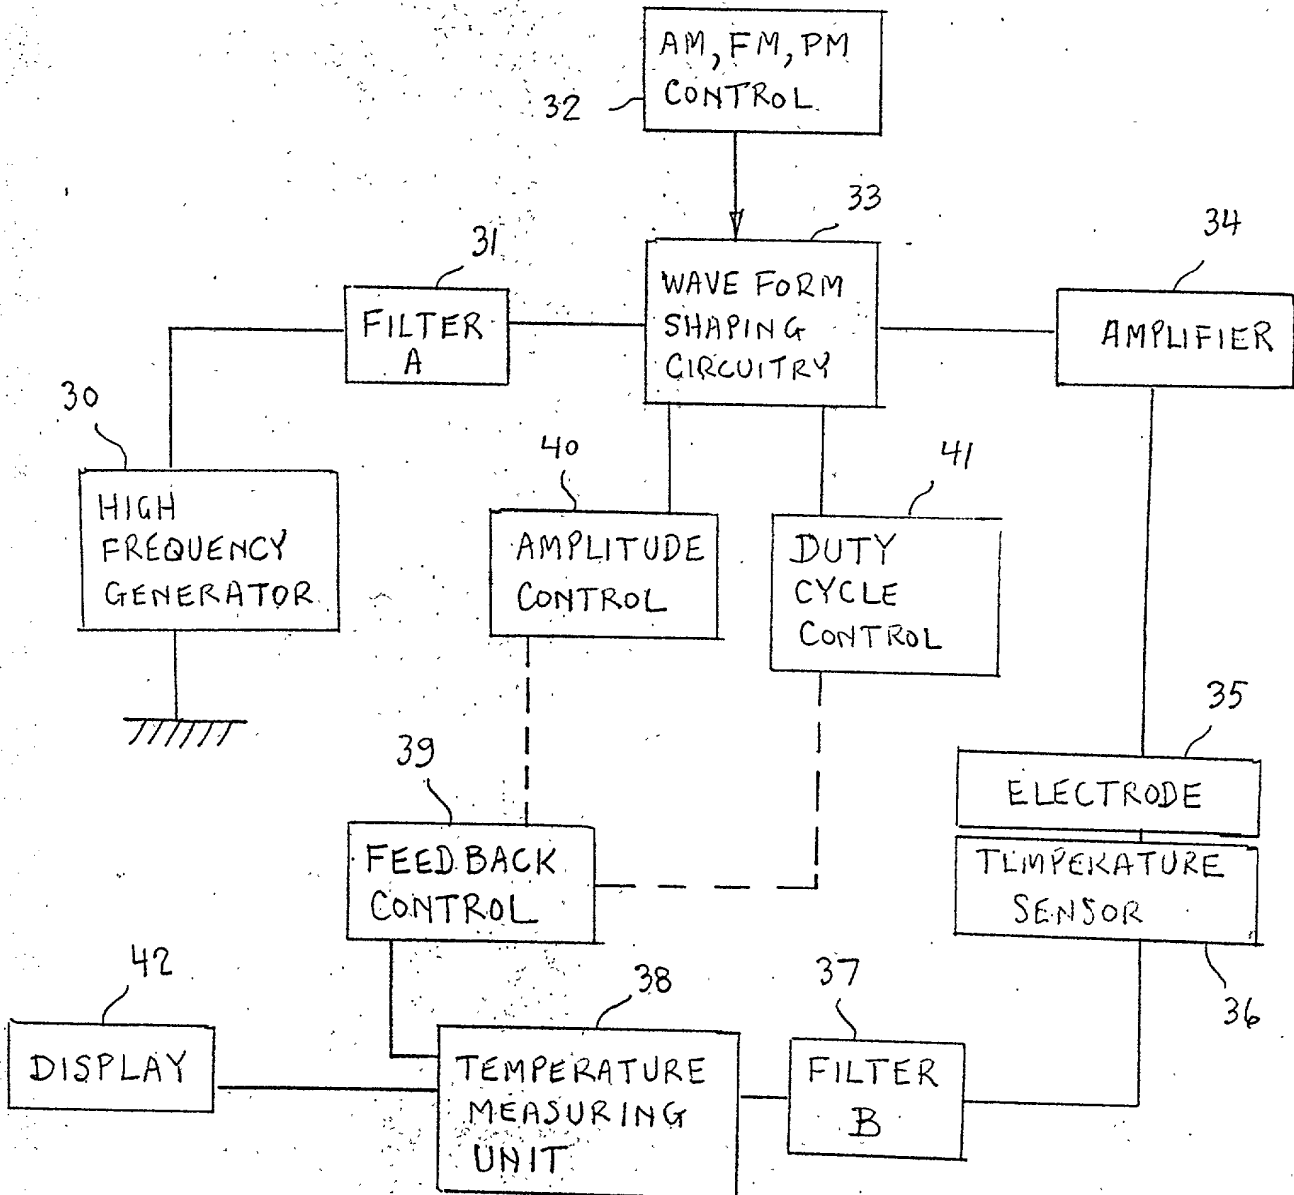 AM, FM, PM
CONTROL
32
33
WAVE FORM
SHAPING
CIRCUITRY
31
FILTER
A
34
AMPLIFIER
30
HIGH
FREQUENCY
GENERATOR
40
AMPLITUDE
CONTROL
41
DUTY
CYCLE
CONTROL
35
ELECTRODE
TEMPERATURE
SENSOR
36
39
FEEDBACK
CONTROL
42
DISPLAY
38
TEMPERATURE
MEASURING
UNIT
37
FILTER
B